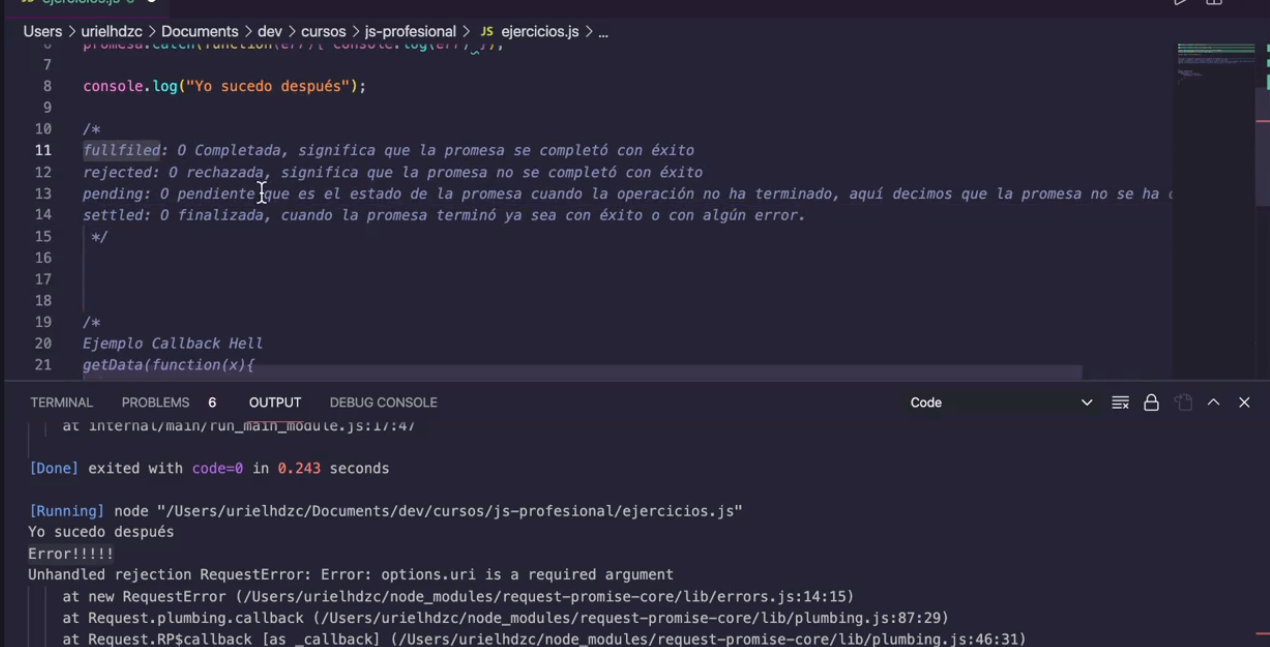 ejercicios.js 6
Users > urielhdzc > Documents > dev > cursos > js-profesional > JS ejercicios.js > ...
6 promesa.catch(function(err){ console.log(err) });
7
8 console.log("Yo sucedo después");
9
10 /*
11 fullfiled: O Completada, significa que la promesa se completó con éxito
12 rejected: O rechazada, significa que la promesa no se completó con éxito
13 pending: O pendiente que es el estado de la promesa cuando la operación no ha terminado, aquí decimos que la promesa no se ha
14 settled: O finalizada, cuando la promesa terminó ya sea con éxito o con algún error.
15 */
16
17
18
19 /*
20 Ejemplo Callback Hell
21 getData(function(x){
TERMINAL PROBLEMS 6 OUTPUT DEBUG CONSOLE Code
at internal/main/run_main_module.js:17:47
[Done] exited with code=0 in 0.243 seconds
[Running] node "/Users/urielhdzc/Documents/dev/cursos/js-profesional/ejercicios.js"
Yo sucedo después
Error!!!!!
Unhandled rejection RequestError: Error: options.uri is a required argument
at new RequestError (/Users/urielhdzc/node_modules/request-promise-core/lib/errors.js:14:15)
at Request.plumbing.callback (/Users/urielhdzc/node_modules/request-promise-core/lib/plumbing.js:87:29)
at Request.RP$callback [as _callback] (/Users/urielhdzc/node_modules/request-promise-core/lib/plumbing.js:46:31)